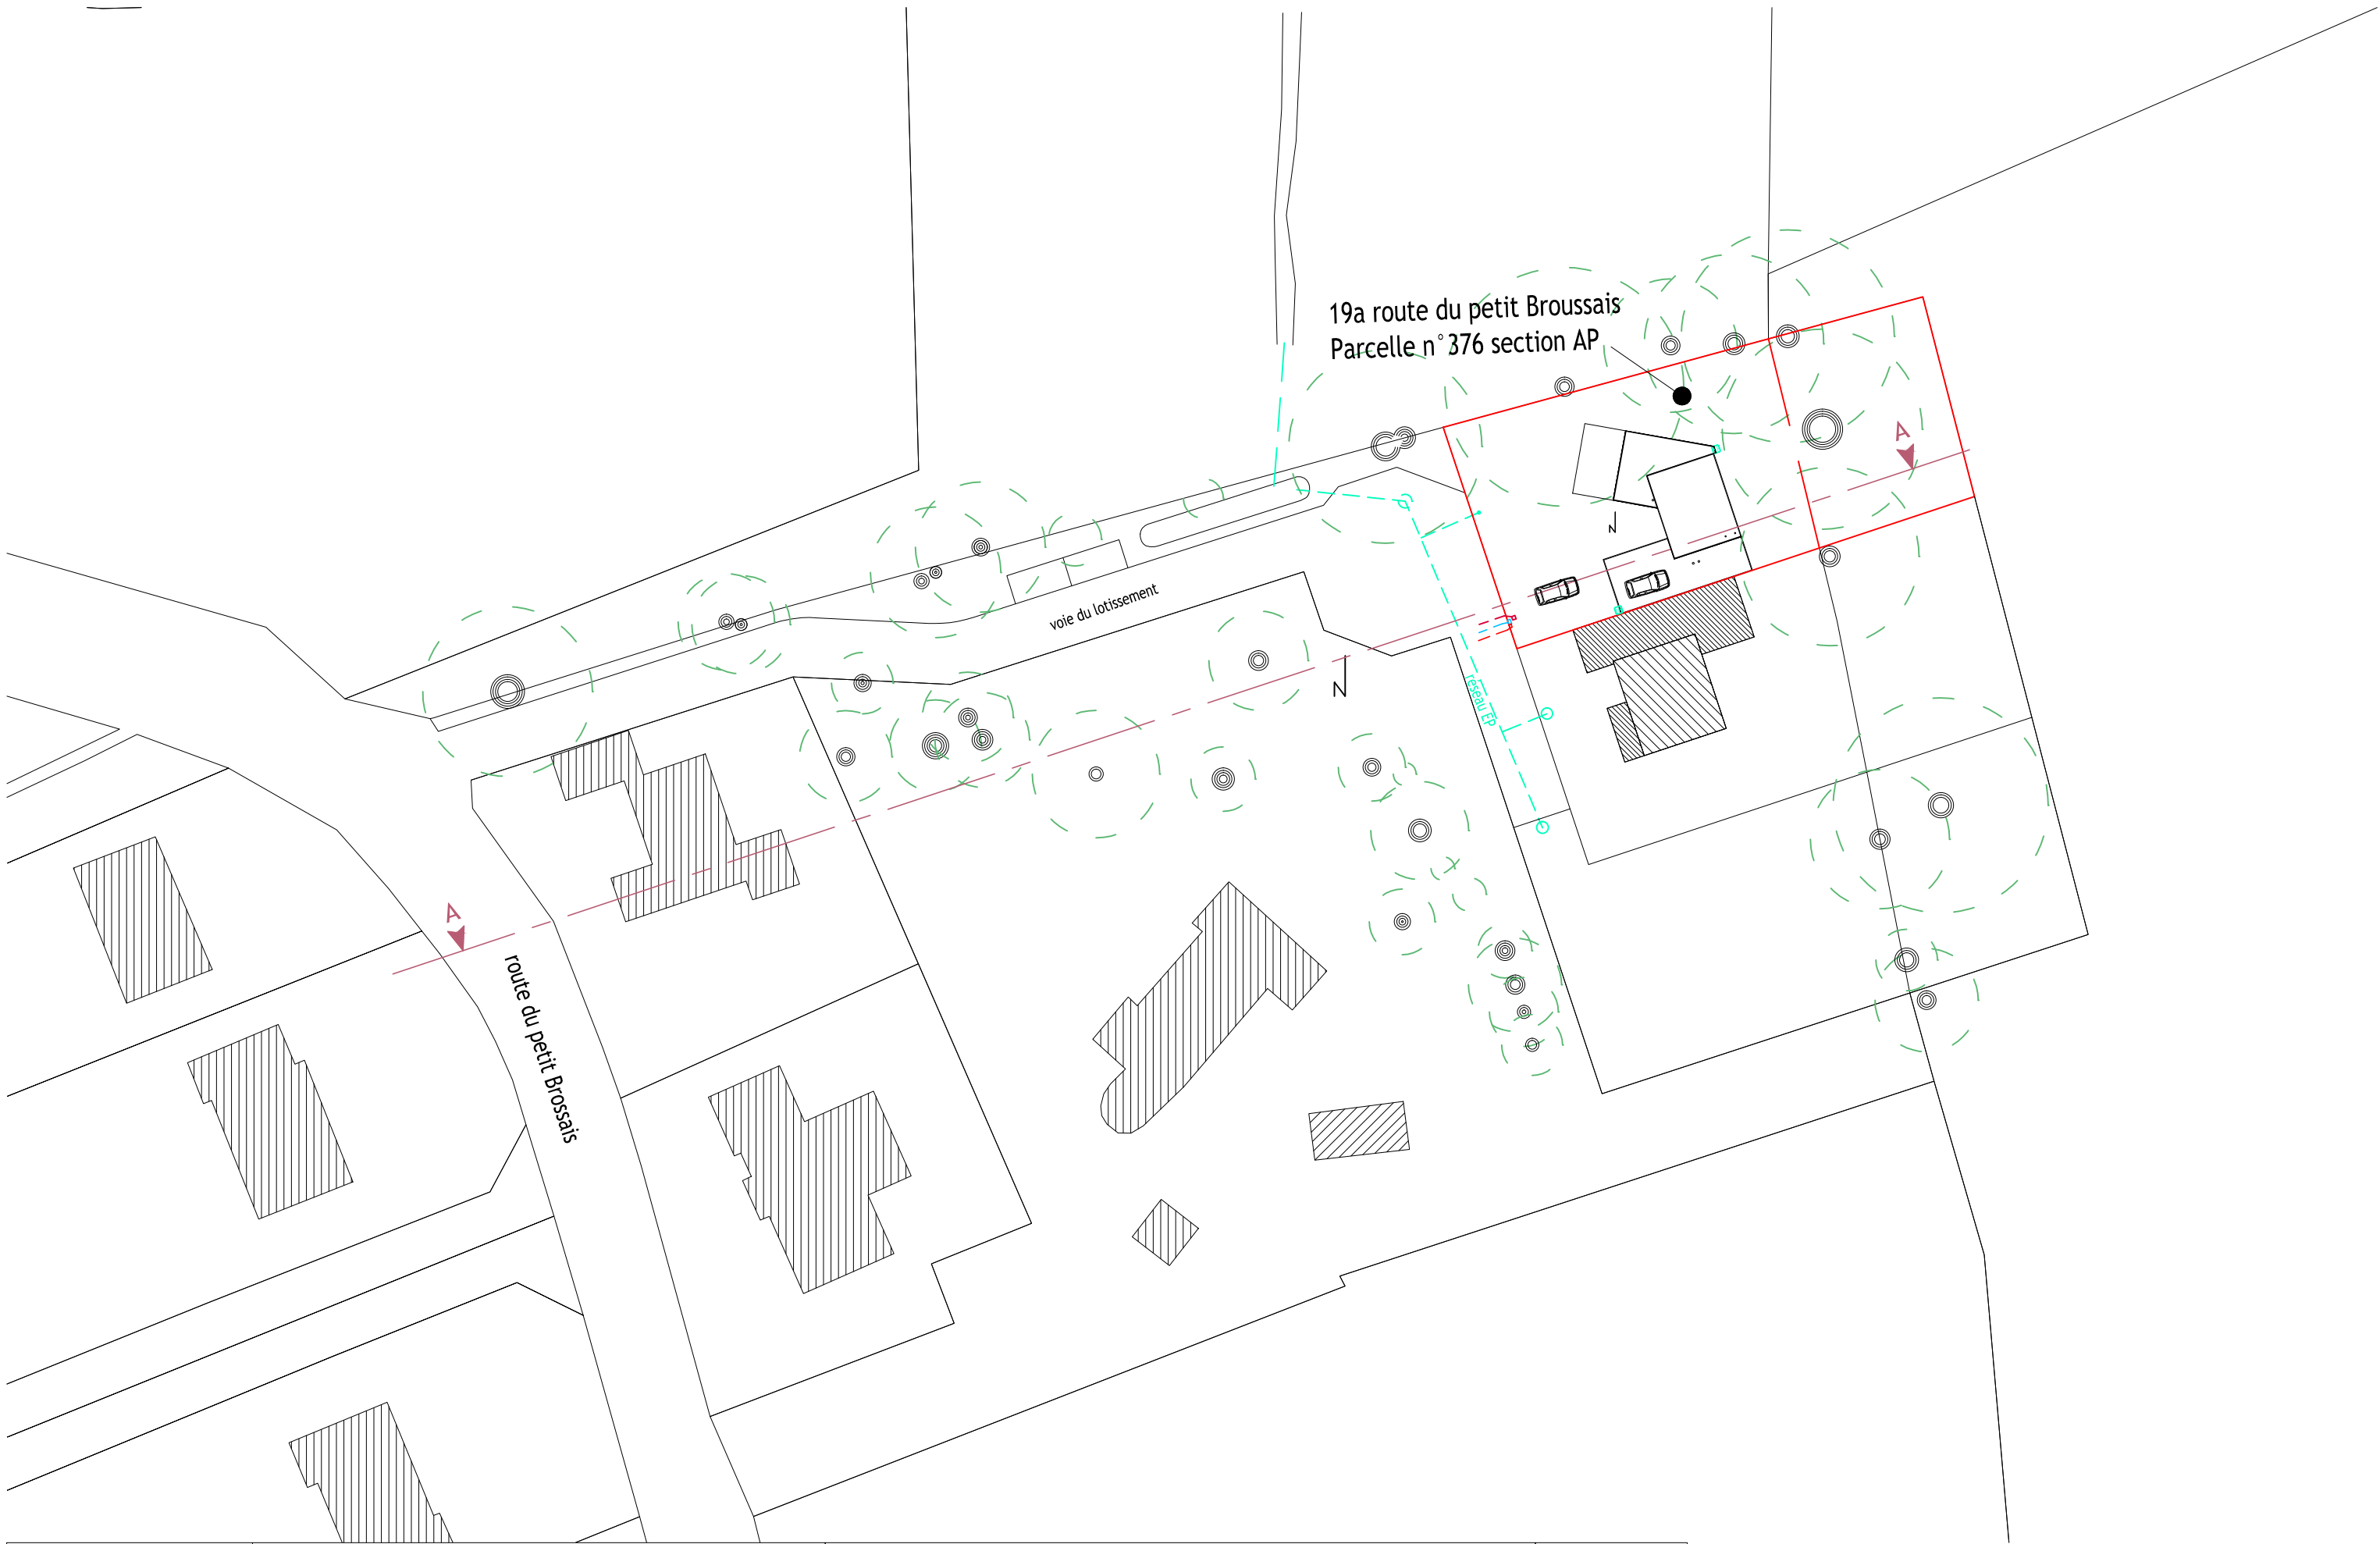 19a route du petit Broussais
Parcelle n°376 section AP
A
N
voie du lotissement
N
réseau EP
A
route du petit Brossais